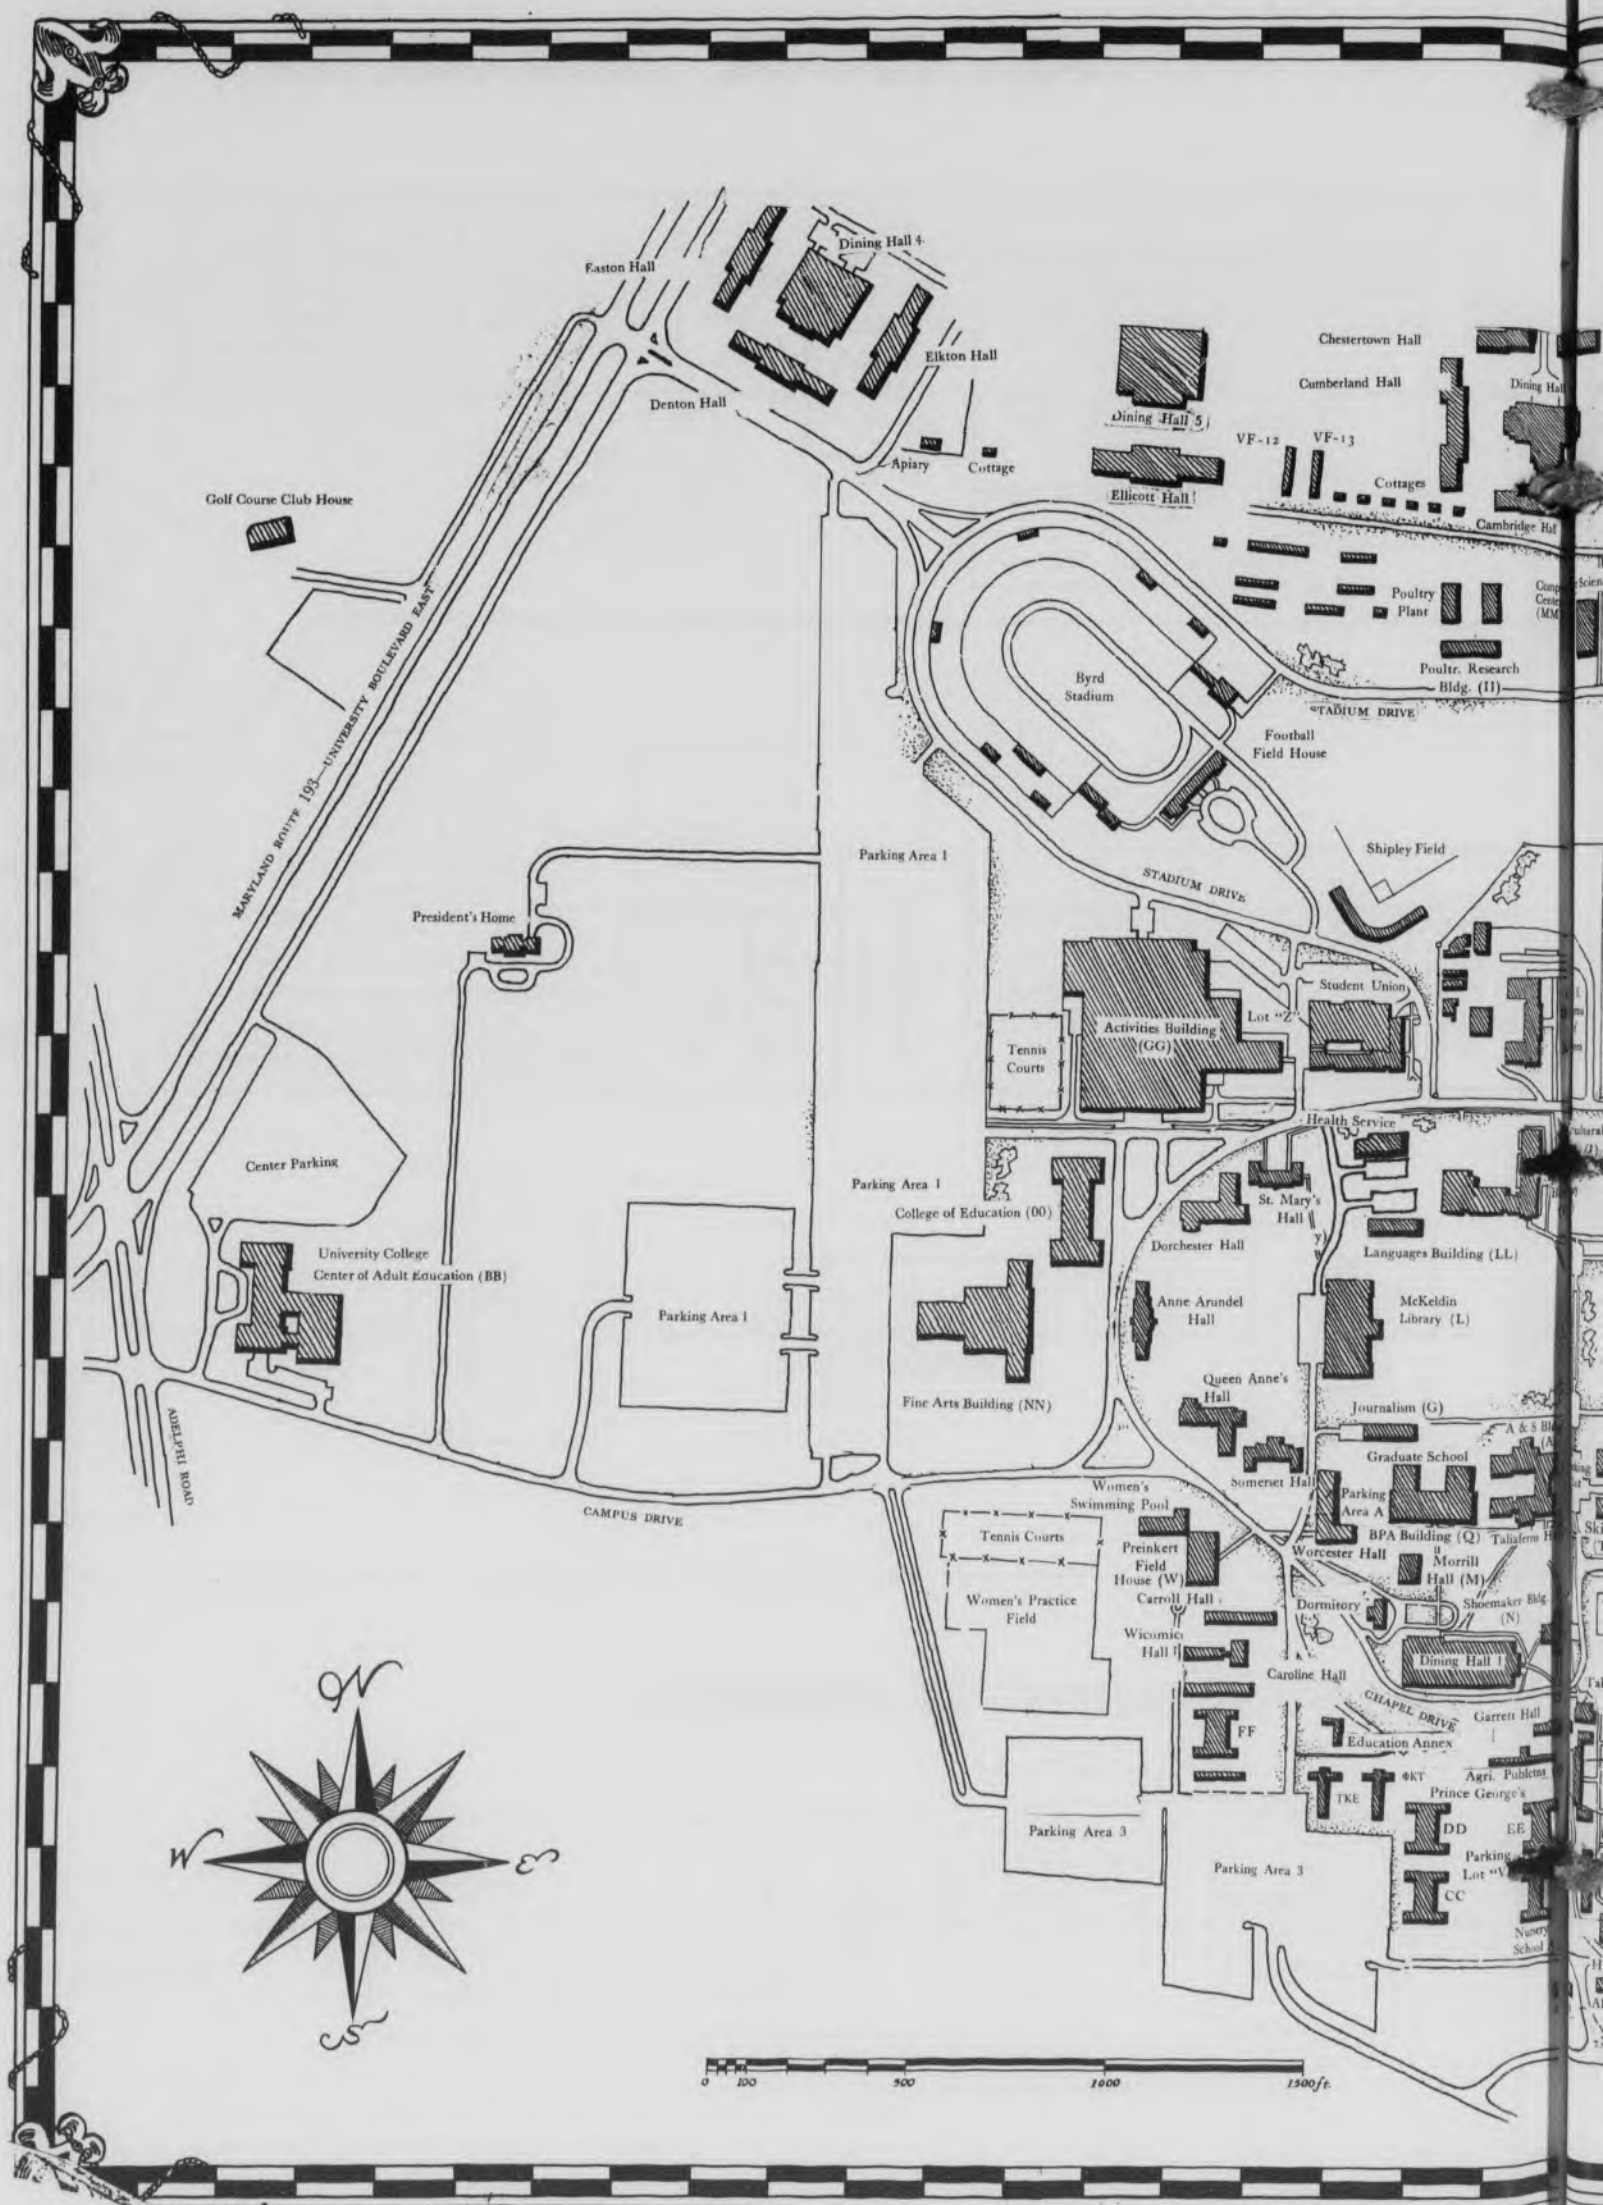 Dining Hall 4
Easton Hall
Elkton Hall
Denton Hall
Chestertown Hall
Cumberland Hall
Dining Hall
Dining Hall 5
VF-12
VF-13
Apiary
Cottage
Cottages
Ellicott Hall
Golf Course Club House
Cambridge Hall
Poultry
Plant
Poultr. Research
Bldg. (II)
Byrd
Stadium
STADIUM DRIVE
Football
Field House
MARYLAND ROUTE 193—UNIVERSITY BOULEVARD EAST
Parking Area 1
Shipley Field
STADIUM DRIVE
President's Home
Student Union
Lot "Z"
Activities Building
(GG)
Tennis
Courts
Health Service
Center Parking
Parking Area 1
College of Education (OO)
St. Mary's
Hall
Dorchester Hall
Languages Building (LL)
University College
Center of Adult Education (BB)
Anne Arundel
Hall
McKeldin
Library (L)
Parking Area 1
Queen Anne's
Hall
Fine Arts Building (NN)
Journalism (G)
A & S Bl
Graduate School
ADELPHI ROAD
Somerset Hall
Women's
Swimming Pool
Parking
Area A
CAMPUS DRIVE
Tennis Courts
BPA Building (Q)
Taliaferro H
Preinkert
Field
House (W)
Worcester Hall
Morrill
Hall (M)
Carroll Hall
Women's Practice
Field
Dormitory
Shoemaker Bldg.
(N)
Wicomico
Hall
Dining Hall 1
Caroline Hall
CHAPEL DRIVE
Garrett Hall
FF
Education Annex
ΦKT
Agri. Publctns
TKE
Prince George's
DD
EE
Parking Area 3
Parking
Lot "V
Parking Area 3
CC
Nursery
School
N
W
E
S
0 100 500 1000 1500 ft.